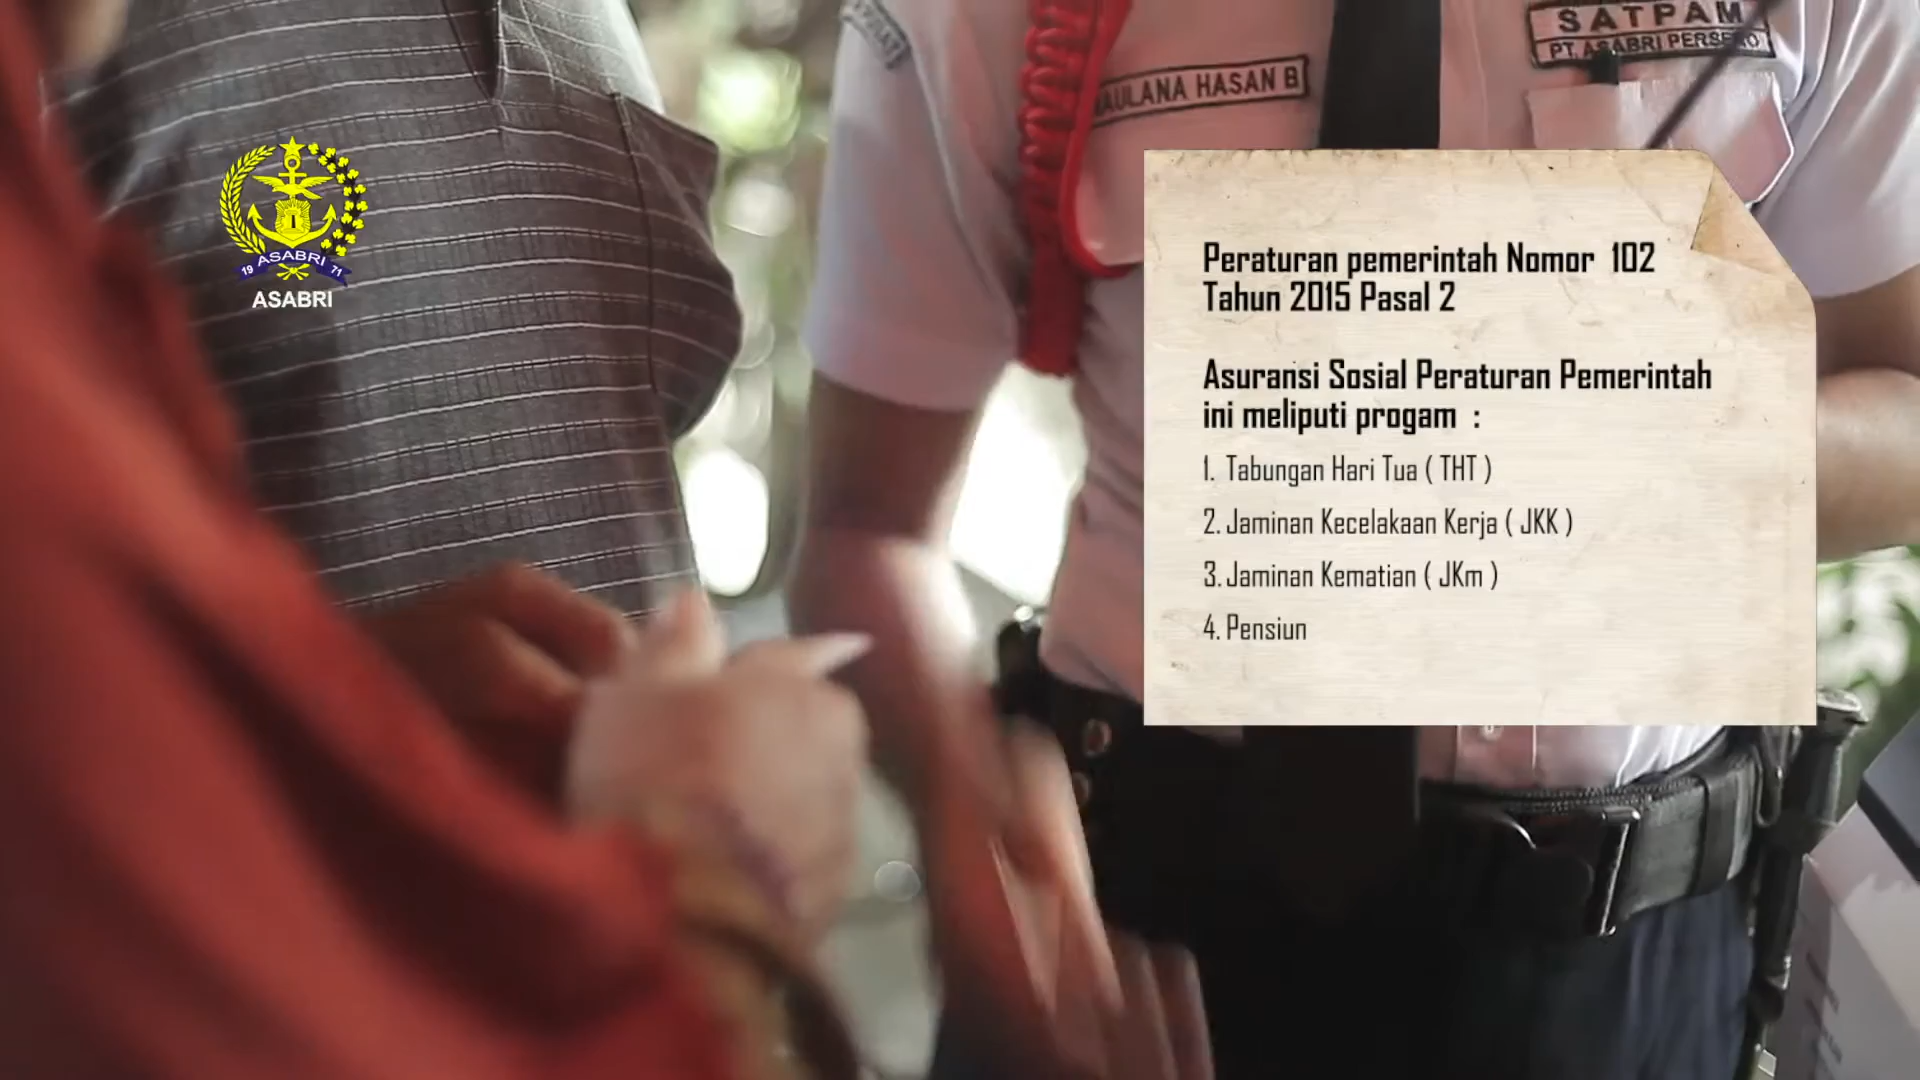 SATPAM
PT. ASABRI PERSERO
MAULANA HASAN B
19 ASABRI 71
ASABRI
Peraturan pemerintah Nomor 102
Tahun 2015 Pasal 2
Asuransi Sosial Peraturan Pemerintah
ini meliputi progam :
1. Tabungan Hari Tua ( THT )
2. Jaminan Kecelakaan Kerja ( JKK )
3. Jaminan Kematian ( JKm )
4. Pensiun